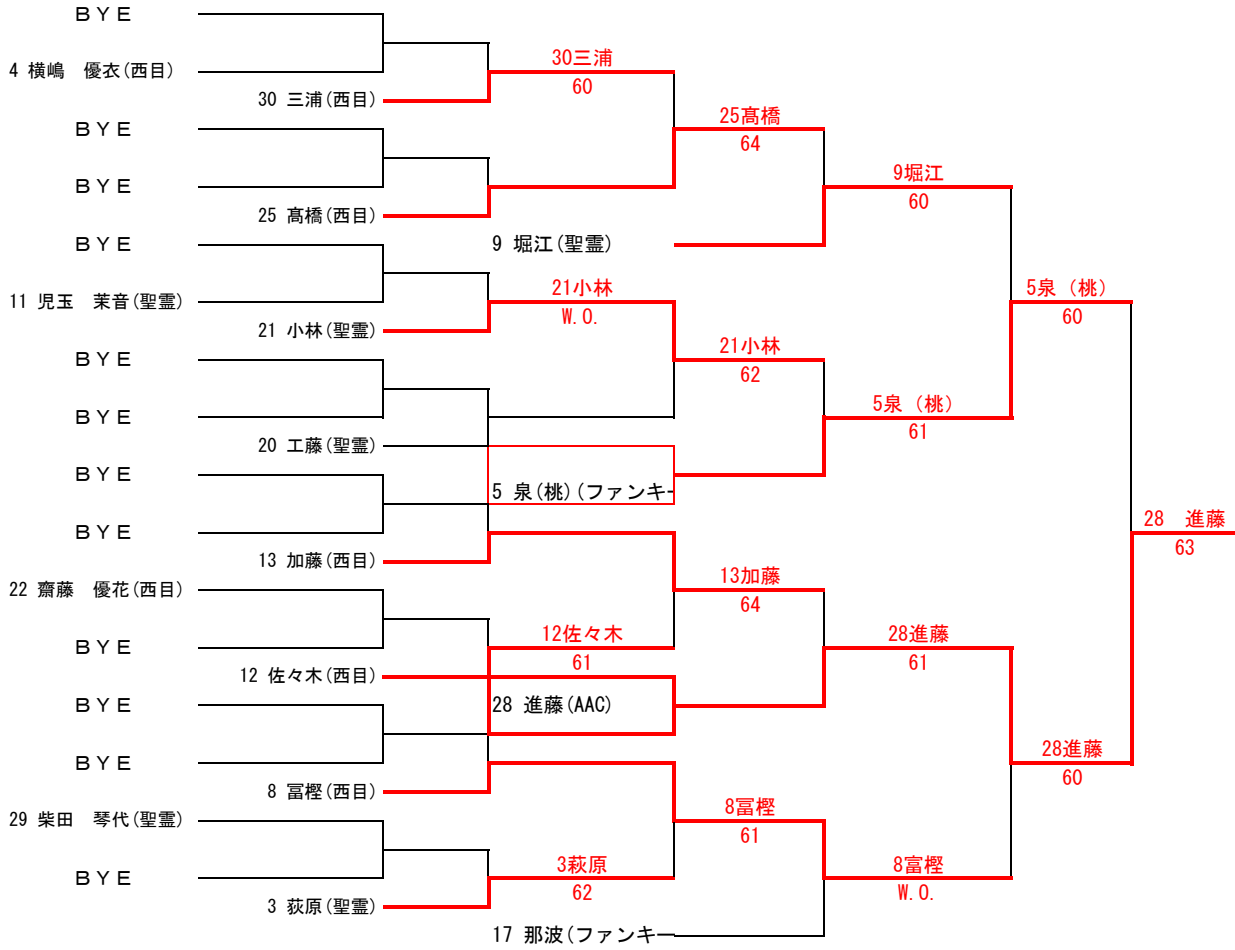 ＢＹＥ
4 横嶋　優衣(西目)
30 三浦(西目)
30三浦
60
ＢＹＥ
25髙橋
64
ＢＹＥ
9堀江
60
25 髙橋(西目)
ＢＹＥ
9 堀江(聖霊)
11 児玉　茉音(聖霊)
21小林
W.O.
5泉（桃）
60
21 小林(聖霊)
ＢＹＥ
21小林
62
ＢＹＥ
5泉（桃）
61
20 工藤(聖霊)
ＢＹＥ
5 泉(桃)(ファンキー
ＢＹＥ
28　進藤
63
13 加藤(西目)
22 齋藤　優花(西目)
13加藤
64
ＢＹＥ
12佐々木
61
28進藤
61
12 佐々木(西目)
ＢＹＥ
28 進藤(AAC)
ＢＹＥ
28進藤
60
8 冨樫(西目)
29 柴田　琴代(聖霊)
8冨樫
61
ＢＹＥ
3萩原
62
8富樫
W.O.
3 荻原(聖霊)
17 那波(ファンキー